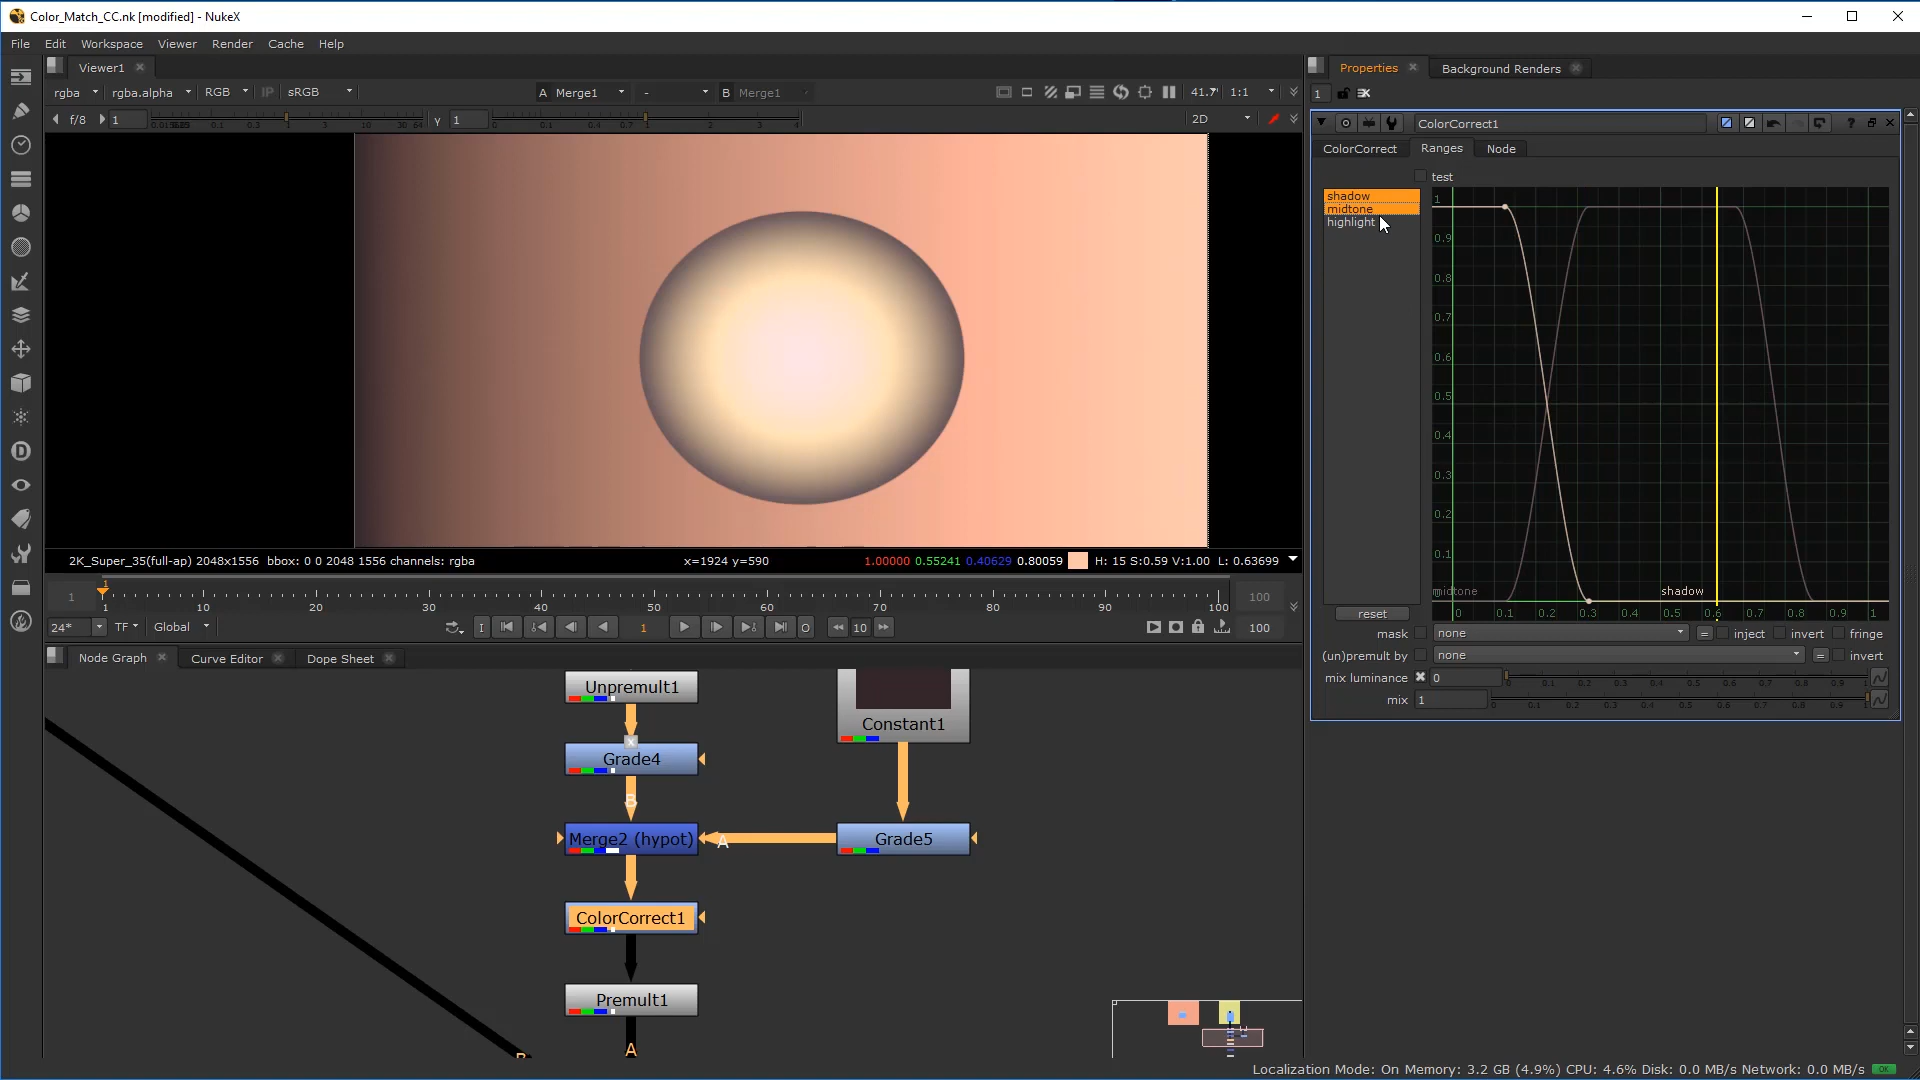 Color_Match_CC.nk [modified] - NukeX
File Edit Workspace Viewer Render Cache Help
Viewer1
Properties Background Renders
rgba rgba.alpha RGB IP sRGB A Merge1 - B Merge1 41.7 1:1
1
f/8 1 γ 1 2D
ColorCorrect1
ColorCorrect Ranges Node
test
shadow
midtone
highlight
1
0.9
0.8
0.7
0.6
0.5
0.4
0.3
0.2
0.1
midtone shadow
0 0.1 0.2 0.3 0.4 0.5 0.6 0.7 0.8 0.9 1
reset
mask none = inject invert fringe
(un)premult by none = invert
mix luminance 0
mix 1
2K_Super_35(full-ap) 2048x1556 bbox: 0 0 2048 1556 channels: rgba x=1924 y=590 1.00000 0.55241 0.40629 0.80059 H: 15 S:0.59 V:1.00 L: 0.63699
1 1 10 20 30 40 50 60 70 80 90 100 100
24* TF Global I 1 O 10 100
Node Graph Curve Editor Dope Sheet
Unpremult1
Constant1
Grade4
B
Merge2 (hypot) A Grade5
ColorCorrect1
Premult1
A
B
Localization Mode: On Memory: 3.2 GB (4.9%) CPU: 4.6% Disk: 0.0 MB/s Network: 0.0 MB/s OK